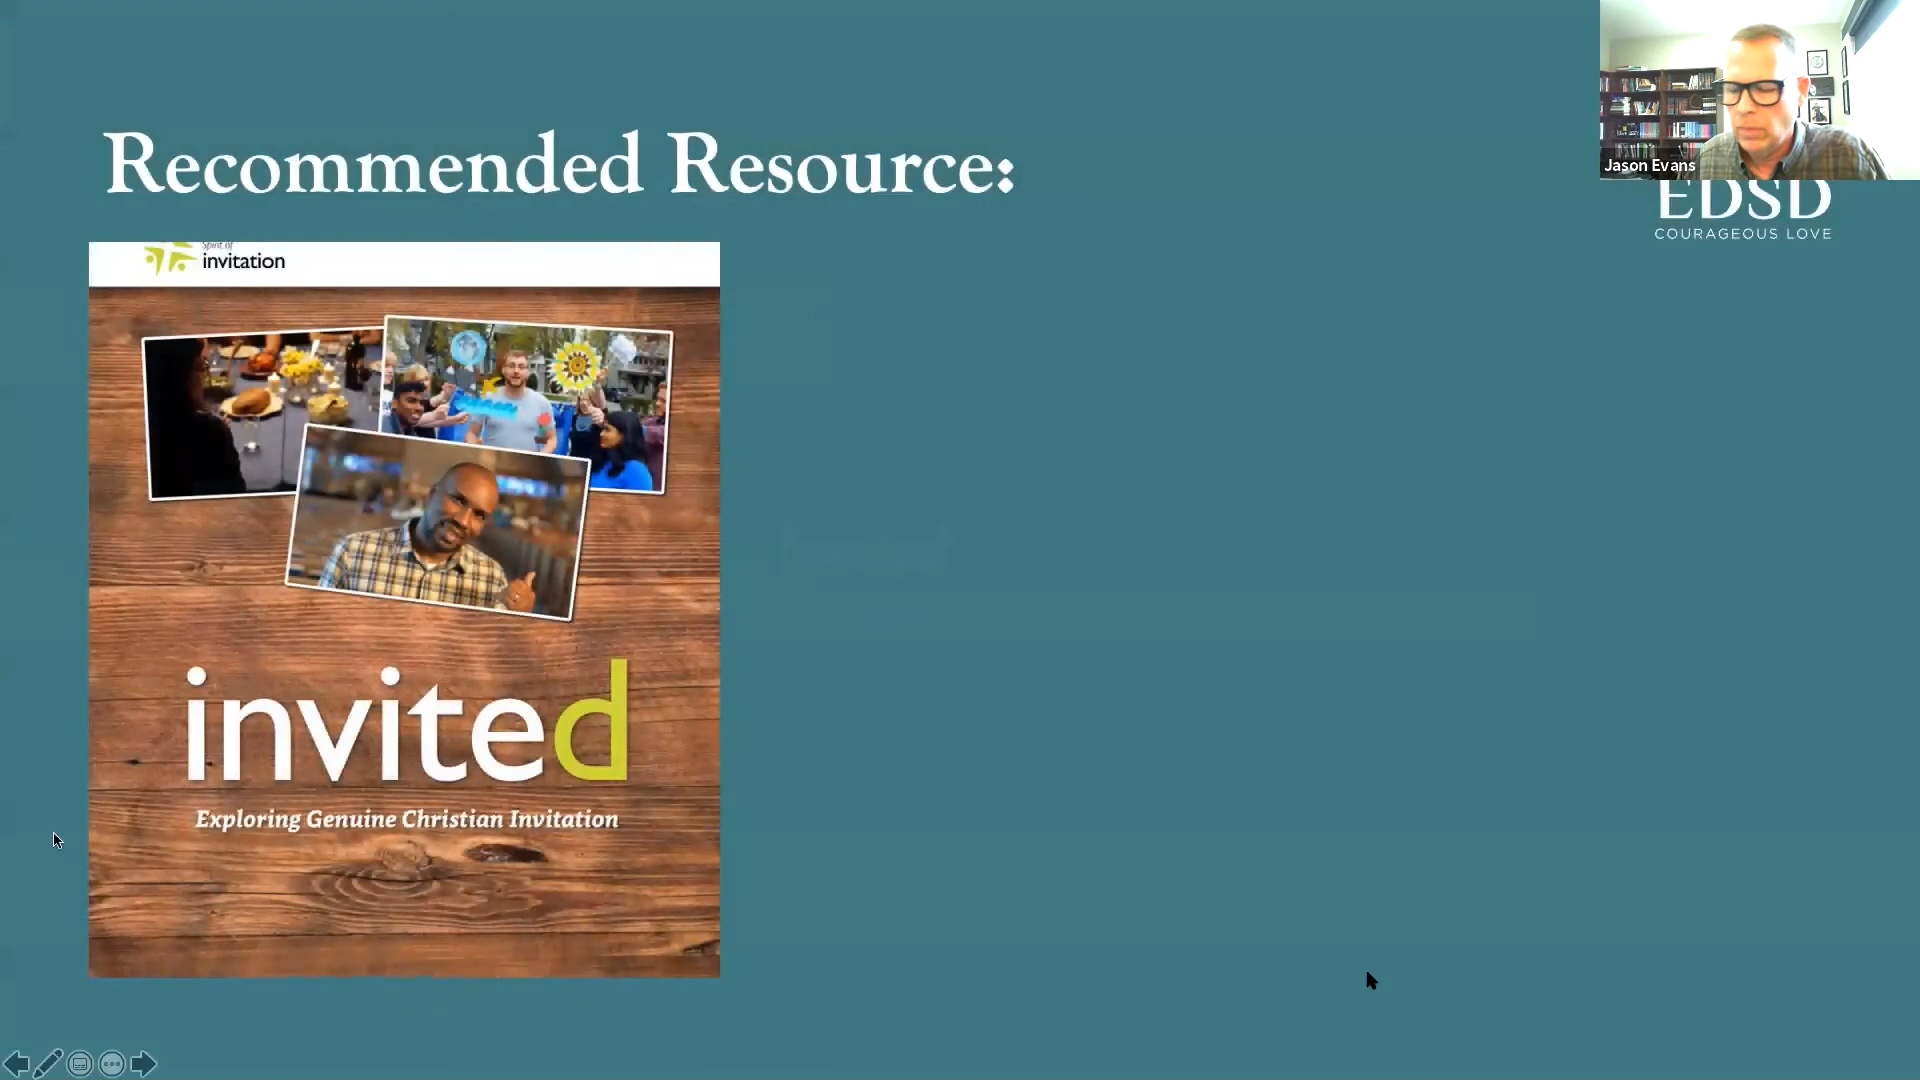 Recommended Resource:
Jason Evans
EDSD
COURAGEOUS LOVE
Spirit of
invitation
invited
Exploring Genuine Christian Invitation